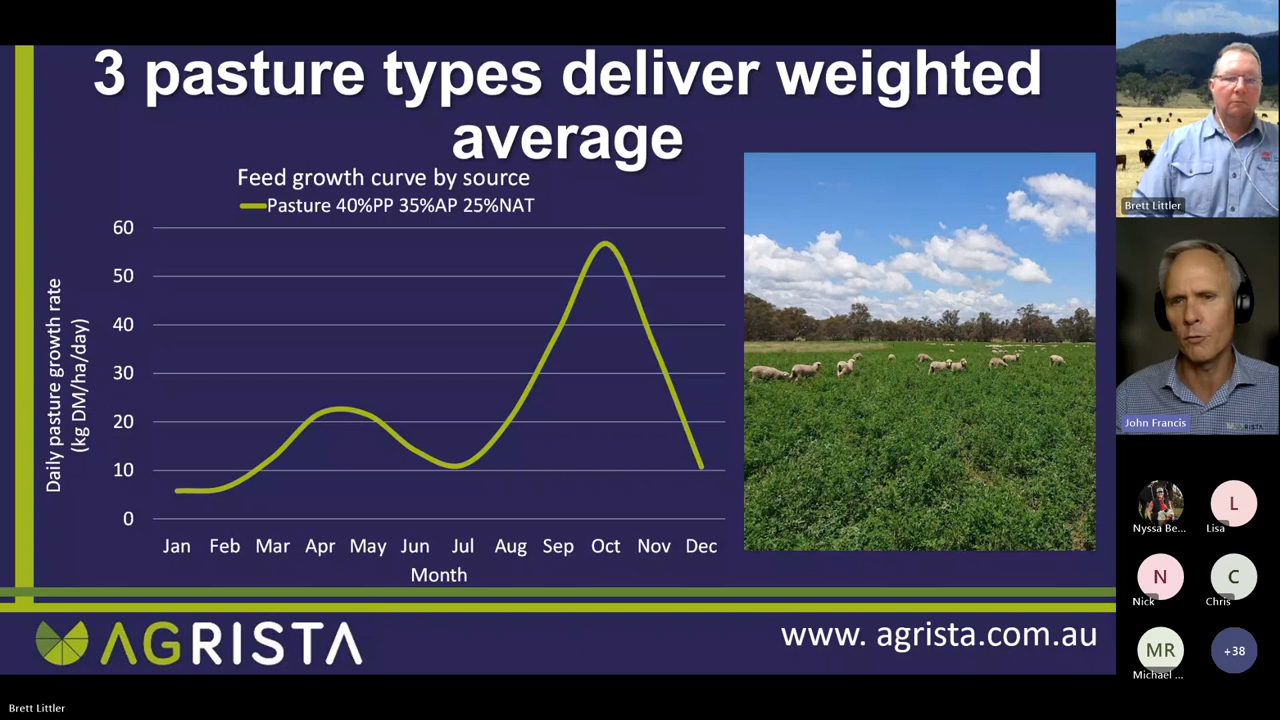 3 pasture types deliver weighted
average
Feed growth curve by source
Pasture 40%PP 35%AP 25%NAT
Daily pasture growth rate
(kg DM/ha/day)
60
50
40
30
20
10
0
Jan Feb Mar Apr May Jun Jul Aug Sep Oct Nov Dec
Month
AGRISTA
www. agrista.com.au
Brett Littler
John Francis
Nyssa Be...
L
Lisa
N
Nick
C
Chris
MR
Michael ...
+38
Brett Littler